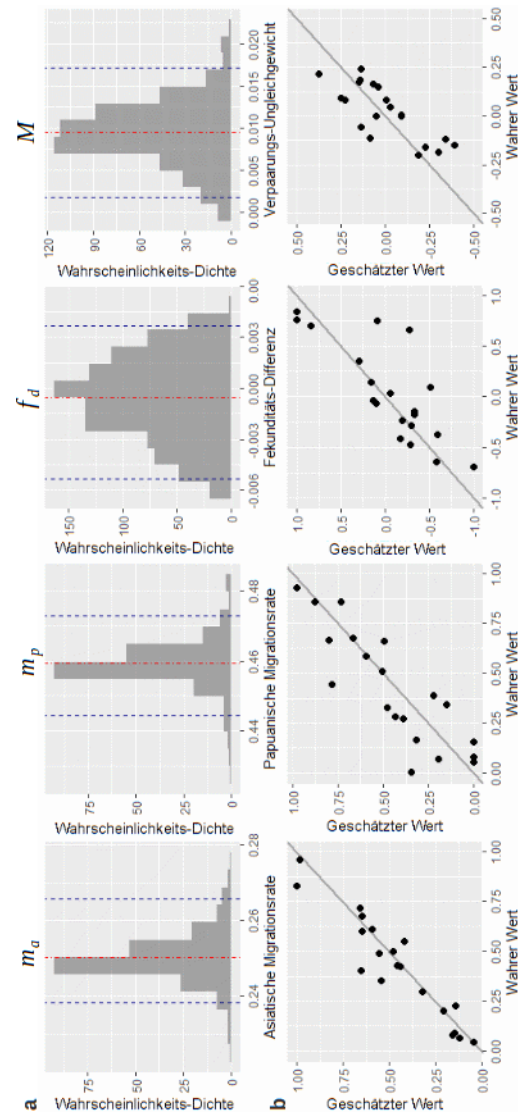 a
m_a
Wahrscheinlichkeits-Dichte
75
50
25
0
0.24 0.26 0.28
Asiatische Migrationsrate
m_p
Wahrscheinlichkeits-Dichte
75
50
25
0
0.44 0.46 0.48
Papuanische Migrationsrate
f_d
Wahrscheinlichkeits-Dichte
150
100
50
0
-0.006 -0.003 0.000 0.003 0.00
Fekunditäts-Differenz
M
Wahrscheinlichkeits-Dichte
120
90
60
30
0
0.000 0.005 0.010 0.015 0.020
Verpaarungs-Ungleichgewicht
b
Geschätzter Wert
1.00
0.75
0.50
0.25
0.00
0.00 0.25 0.50 0.75 1.00
Wahrer Wert
Geschätzter Wert
1.00
0.75
0.50
0.25
0.00
0.00 0.25 0.50 0.75 1.00
Wahrer Wert
Geschätzter Wert
1.0
0.5
0.0
-0.5
-1.0
-1.0 -0.5 0.0 0.5 1.0
Wahrer Wert
Geschätzter Wert
0.50
0.25
0.00
-0.25
-0.50
-0.50 -0.25 0.00 0.25 0.50
Wahrer Wert